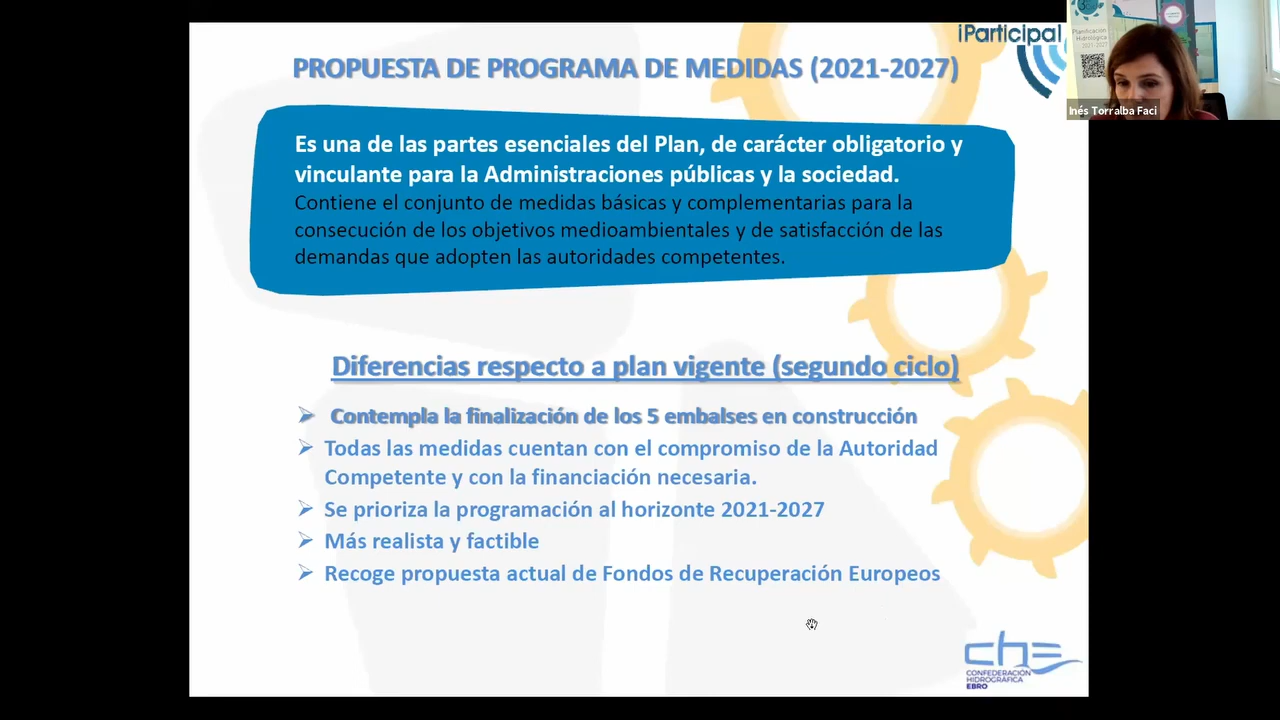 iParticipa!
PROPUESTA DE PROGRAMA DE MEDIDAS (2021-2027)
Planificación
Hidrológica
2021-2027
Inés Torralba Faci
Es una de las partes esenciales del Plan, de carácter obligatorio y
vinculante para la Administraciones públicas y la sociedad.
Contiene el conjunto de medidas básicas y complementarias para la
consecución de los objetivos medioambientales y de satisfacción de las
demandas que adopten las autoridades competentes.
Diferencias respecto a plan vigente (segundo ciclo)
➢ Contempla la finalización de los 5 embalses en construcción
➢ Todas las medidas cuentan con el compromiso de la Autoridad
Competente y con la financiación necesaria.
➢ Se prioriza la programación al horizonte 2021-2027
➢ Más realista y factible
➢ Recoge propuesta actual de Fondos de Recuperación Europeos
che
CONFEDERACIÓN
HIDROGRÁFICA
EBRO